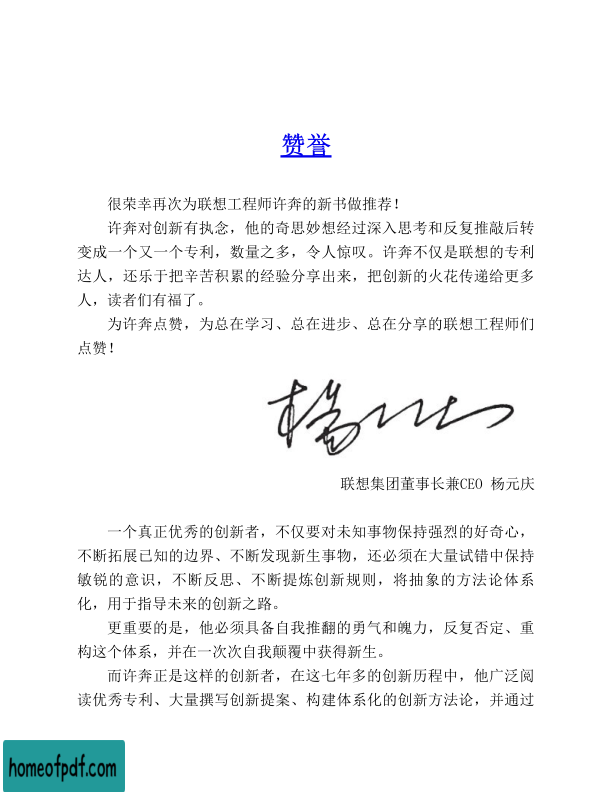 赞誉
很荣幸再次为联想工程师许奔的新书做推荐！
许奔对创新有执念，他的奇思妙想经过深入思考和反复推敲后转
变成一个又一个专利，数量之多，令人惊叹。许奔不仅是联想的专利
达人，还乐于把辛苦积累的经验分享出来，把创新的火花传递给更多
人，读者们有福了。
为许奔点赞，为总在学习、总在进步、总在分享的联想工程师们
点赞！
联想集团董事长兼CEO 杨元庆
一个真正优秀的创新者，不仅要对未知事物保持强烈的好奇心，
不断拓展已知的边界、不断发现新生事物，还必须在大量试错中保持
敏锐的意识，不断反思、不断提炼创新规则，将抽象的方法论体系
化，用于指导未来的创新之路。
更重要的是，他必须具备自我推翻的勇气和魄力，反复否定、重
构这个体系，并在一次次自我颠覆中获得新生。
而许奔正是这样的创新者，在这七年多的创新历程中，他广泛阅
读优秀专利、大量撰写创新提案、构建体系化的创新方法论，并通过
homeofpdf.com